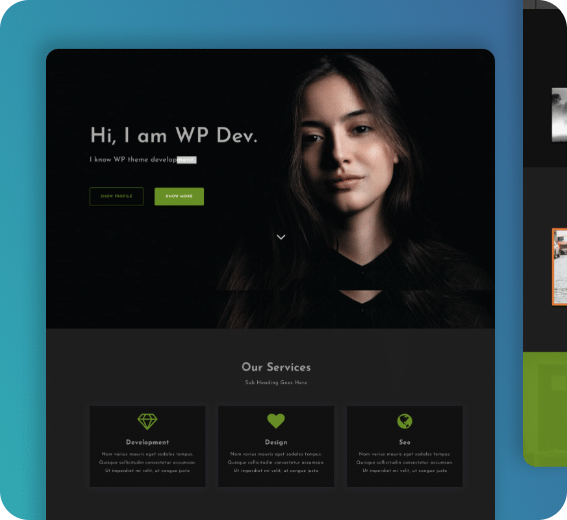 Hi, I am WP Dev.
I know WP theme development.
SHOW PROFILE
KNOW MORE
Our Services
Sub Heading Goes Here
Development
Nam varius mauris eget sodales tempus.
Quisque sollicitudin consectetur accumsan
Ut imperdiet mi velit, ut congue justo
Design
Nam varius mauris eget sodales tempus.
Quisque sollicitudin consectetur accumsan
Ut imperdiet mi velit, ut congue justo
Seo
Nam varius mauris eget sodales tempus.
Quisque sollicitudin consectetur accumsan
Ut imperdiet mi velit, ut congue justo